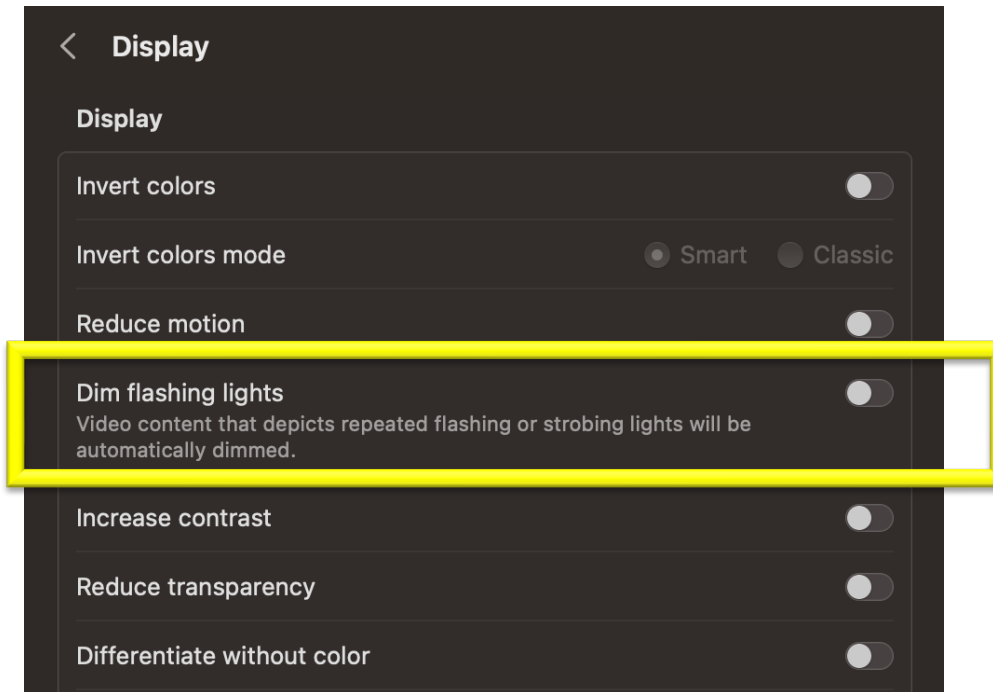 Display
Display
Invert colors
Invert colors mode Smart Classic
Reduce motion
Dim flashing lights
Video content that depicts repeated flashing or strobing lights will be
automatically dimmed.
Increase contrast
Reduce transparency
Differentiate without color